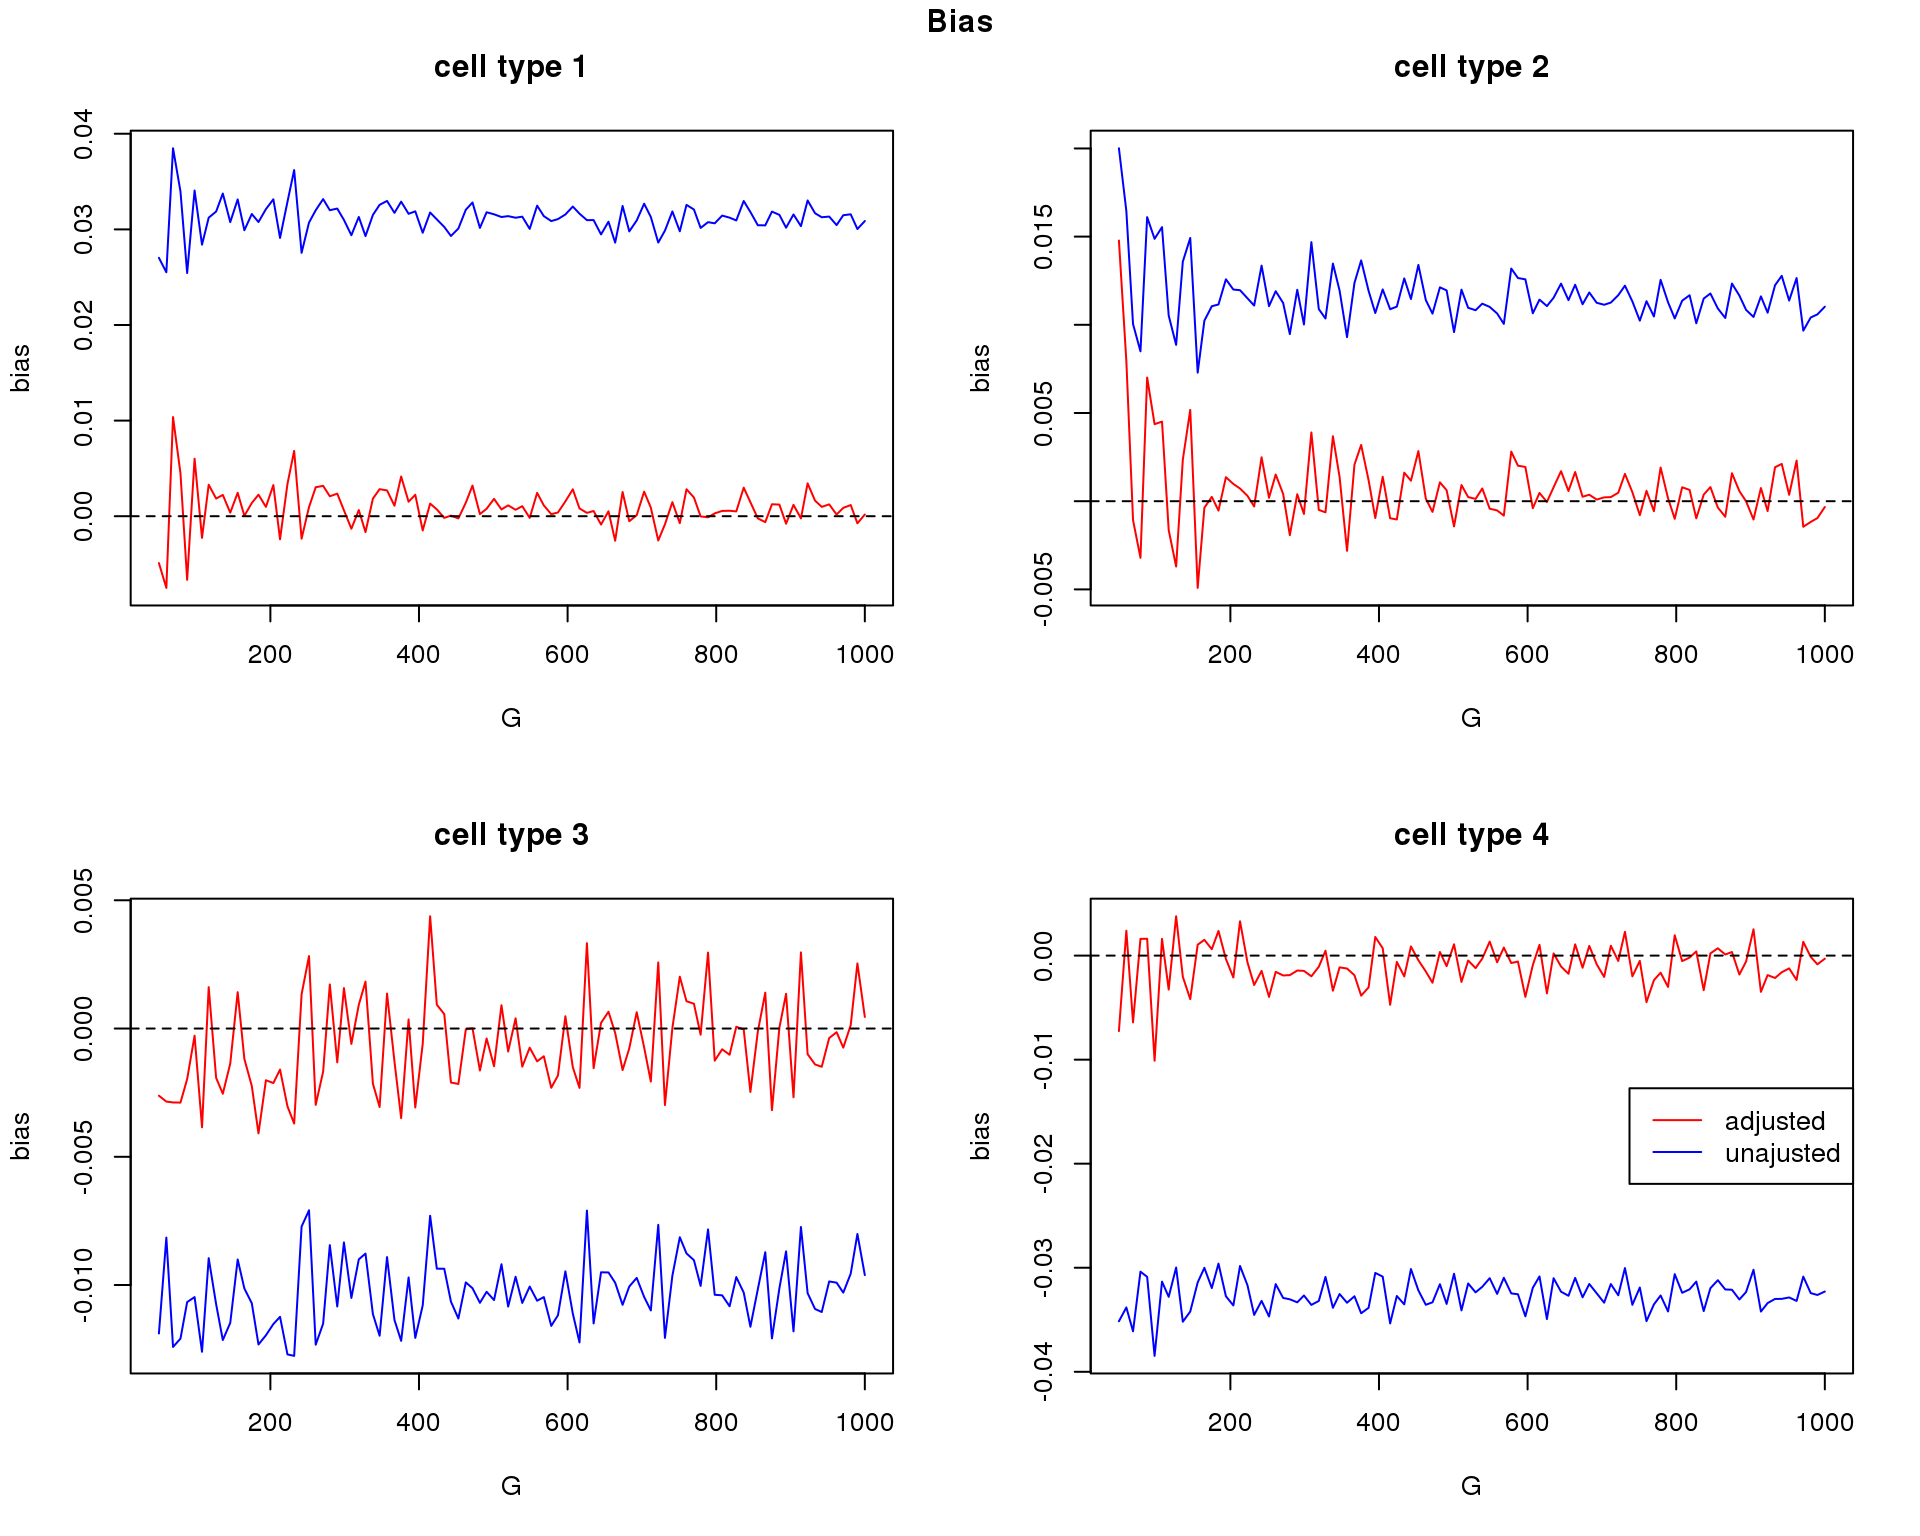 Bias
cell type 1
bias
0.04
0.03
0.02
0.01
0.00
200 400 600 800 1000
G
cell type 2
bias
0.015
0.005
-0.005
200 400 600 800 1000
G
cell type 3
bias
0.005
0.000
-0.005
-0.010
200 400 600 800 1000
G
cell type 4
bias
0.00
-0.01
-0.02
-0.03
-0.04
adjusted
unajusted
200 400 600 800 1000
G